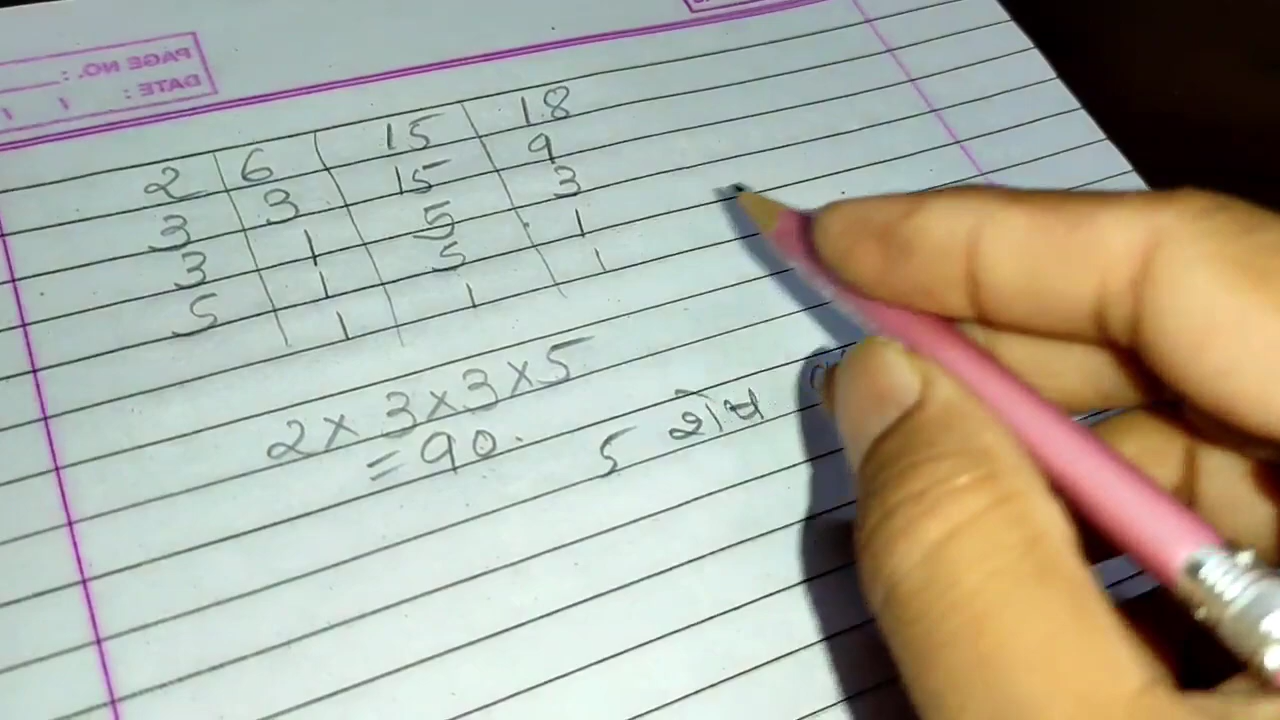 PAGE NO. :
DATE :
2 6 15 18
3 3 15 9
3 1 5 3
5 1 5 1
1 1 1
2 × 3 × 3 × 5
= 90.
5 शेष